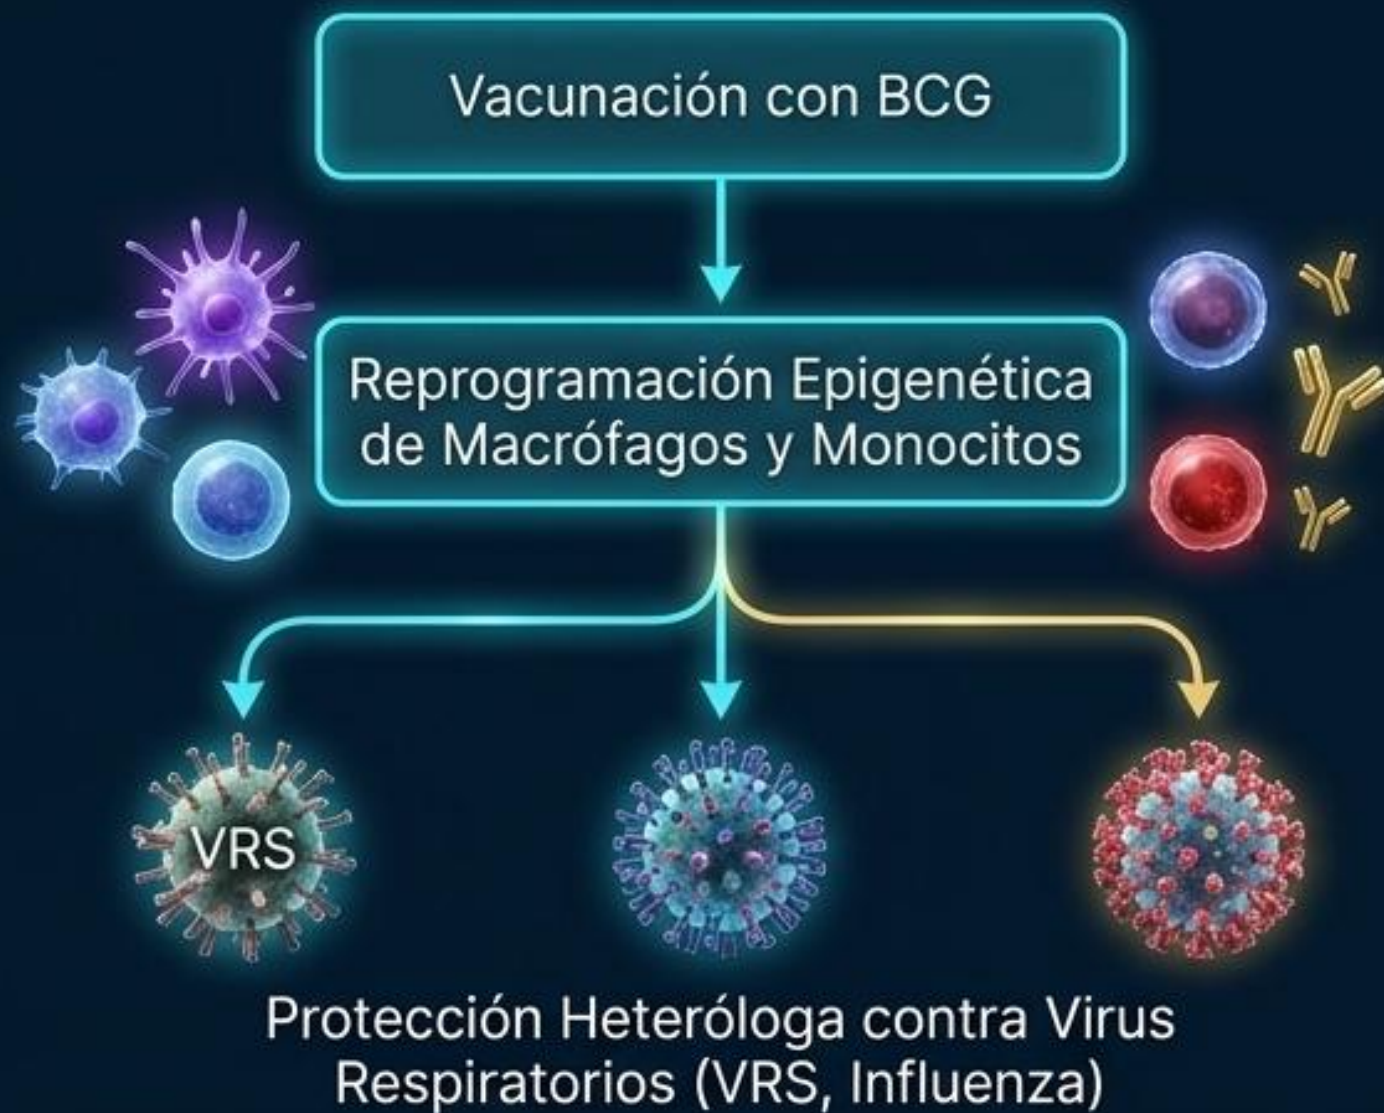 Vacunación con BCG
Reprogramación Epigenética
de Macrófagos y Monocitos
VRS
Protección Heteróloga contra Virus
Respiratorios (VRS, Influenza)